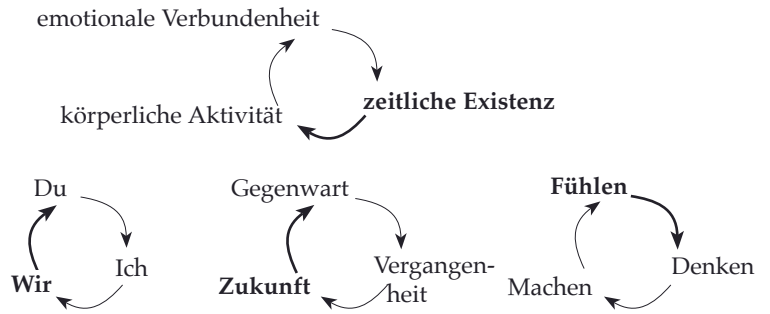 emotionale Verbundenheit
zeitliche Existenz
körperliche Aktivität
Du
Ich
Wir
Gegenwart
Vergangen-
heit
Zukunft
Fühlen
Denken
Machen